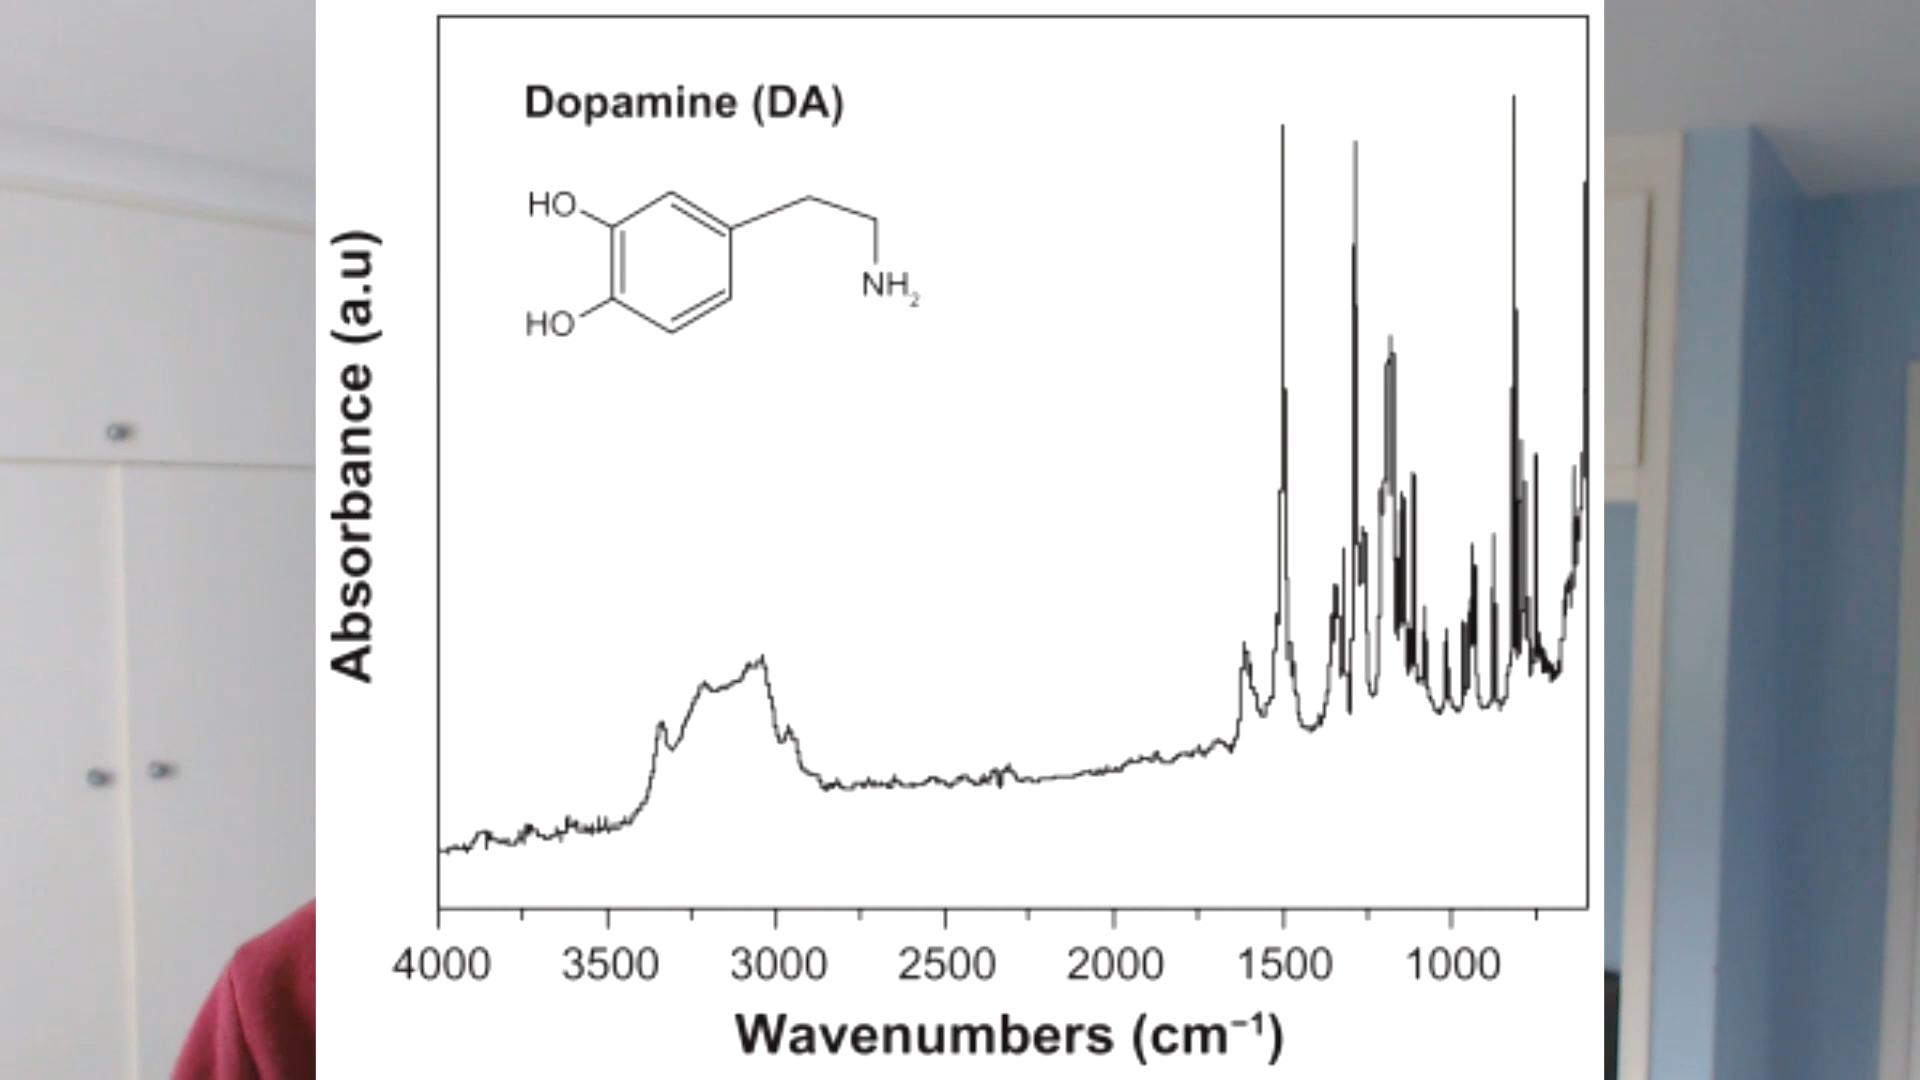 Dopamine (DA)
HO
HO
NH₂
Absorbance (a.u)
4000 3500 3000 2500 2000 1500 1000
Wavenumbers (cm⁻¹)